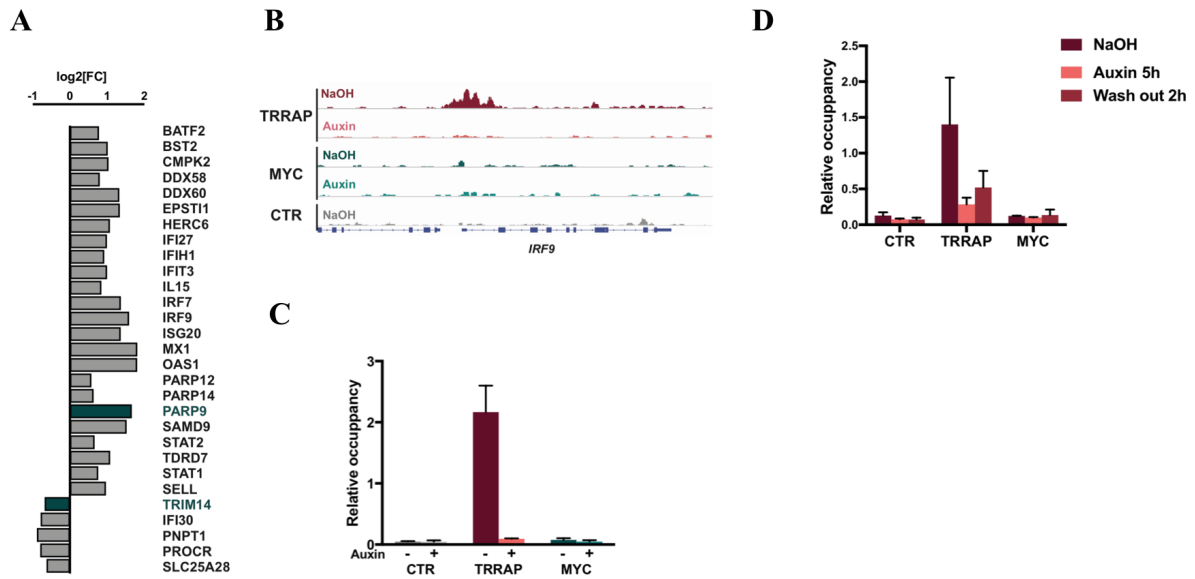 A
log2[FC]
-1 0 1 2
BATF2
BST2
CMPK2
DDX58
DDX60
EPSTI1
HERC6
IFI27
IFIH1
IFIT3
IL15
IRF7
IRF9
ISG20
MX1
OAS1
PARP12
PARP14
PARP9
SAMD9
STAT2
TDRD7
STAT1
SELL
TRIM14
IFI30
PNPT1
PROCR
SLC25A28
B
TRRAP
NaOH
Auxin
MYC
NaOH
Auxin
CTR
NaOH
IRF9
C
Relative occuppancy
3
2
1
0
Auxin - + - + - +
CTR TRRAP MYC
D
Relative occuppancy
2.5
2.0
1.5
1.0
0.5
0.0
CTR TRRAP MYC
NaOH
Auxin 5h
Wash out 2h